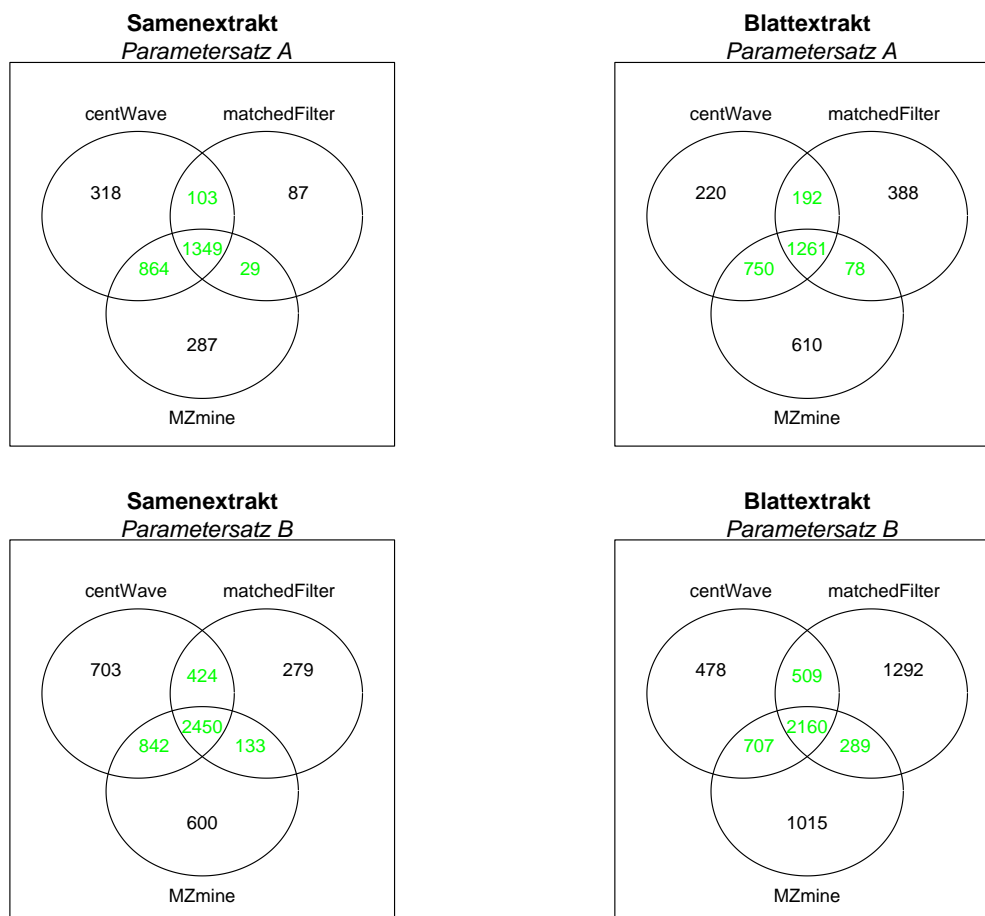 Samenextrakt
Parametersatz A
centWave matchedFilter
318 103 87
1349
864 29
287
MZmine
Blattextrakt
Parametersatz A
centWave matchedFilter
220 192 388
1261
750 78
610
MZmine
Samenextrakt
Parametersatz B
centWave matchedFilter
703 424 279
2450
842 133
600
MZmine
Blattextrakt
Parametersatz B
centWave matchedFilter
478 509 1292
2160
707 289
1015
MZmine